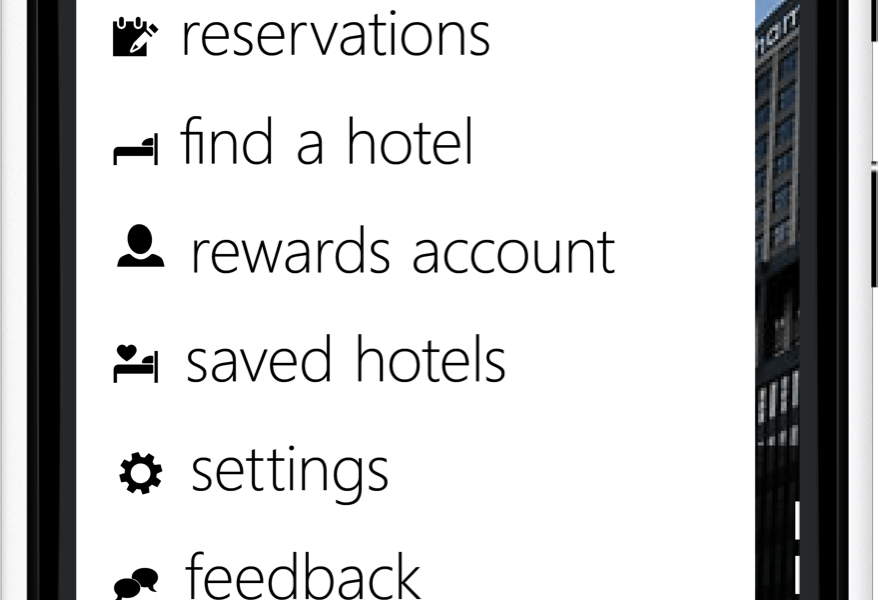 reservations
find a hotel
rewards account
saved hotels
settings
feedback